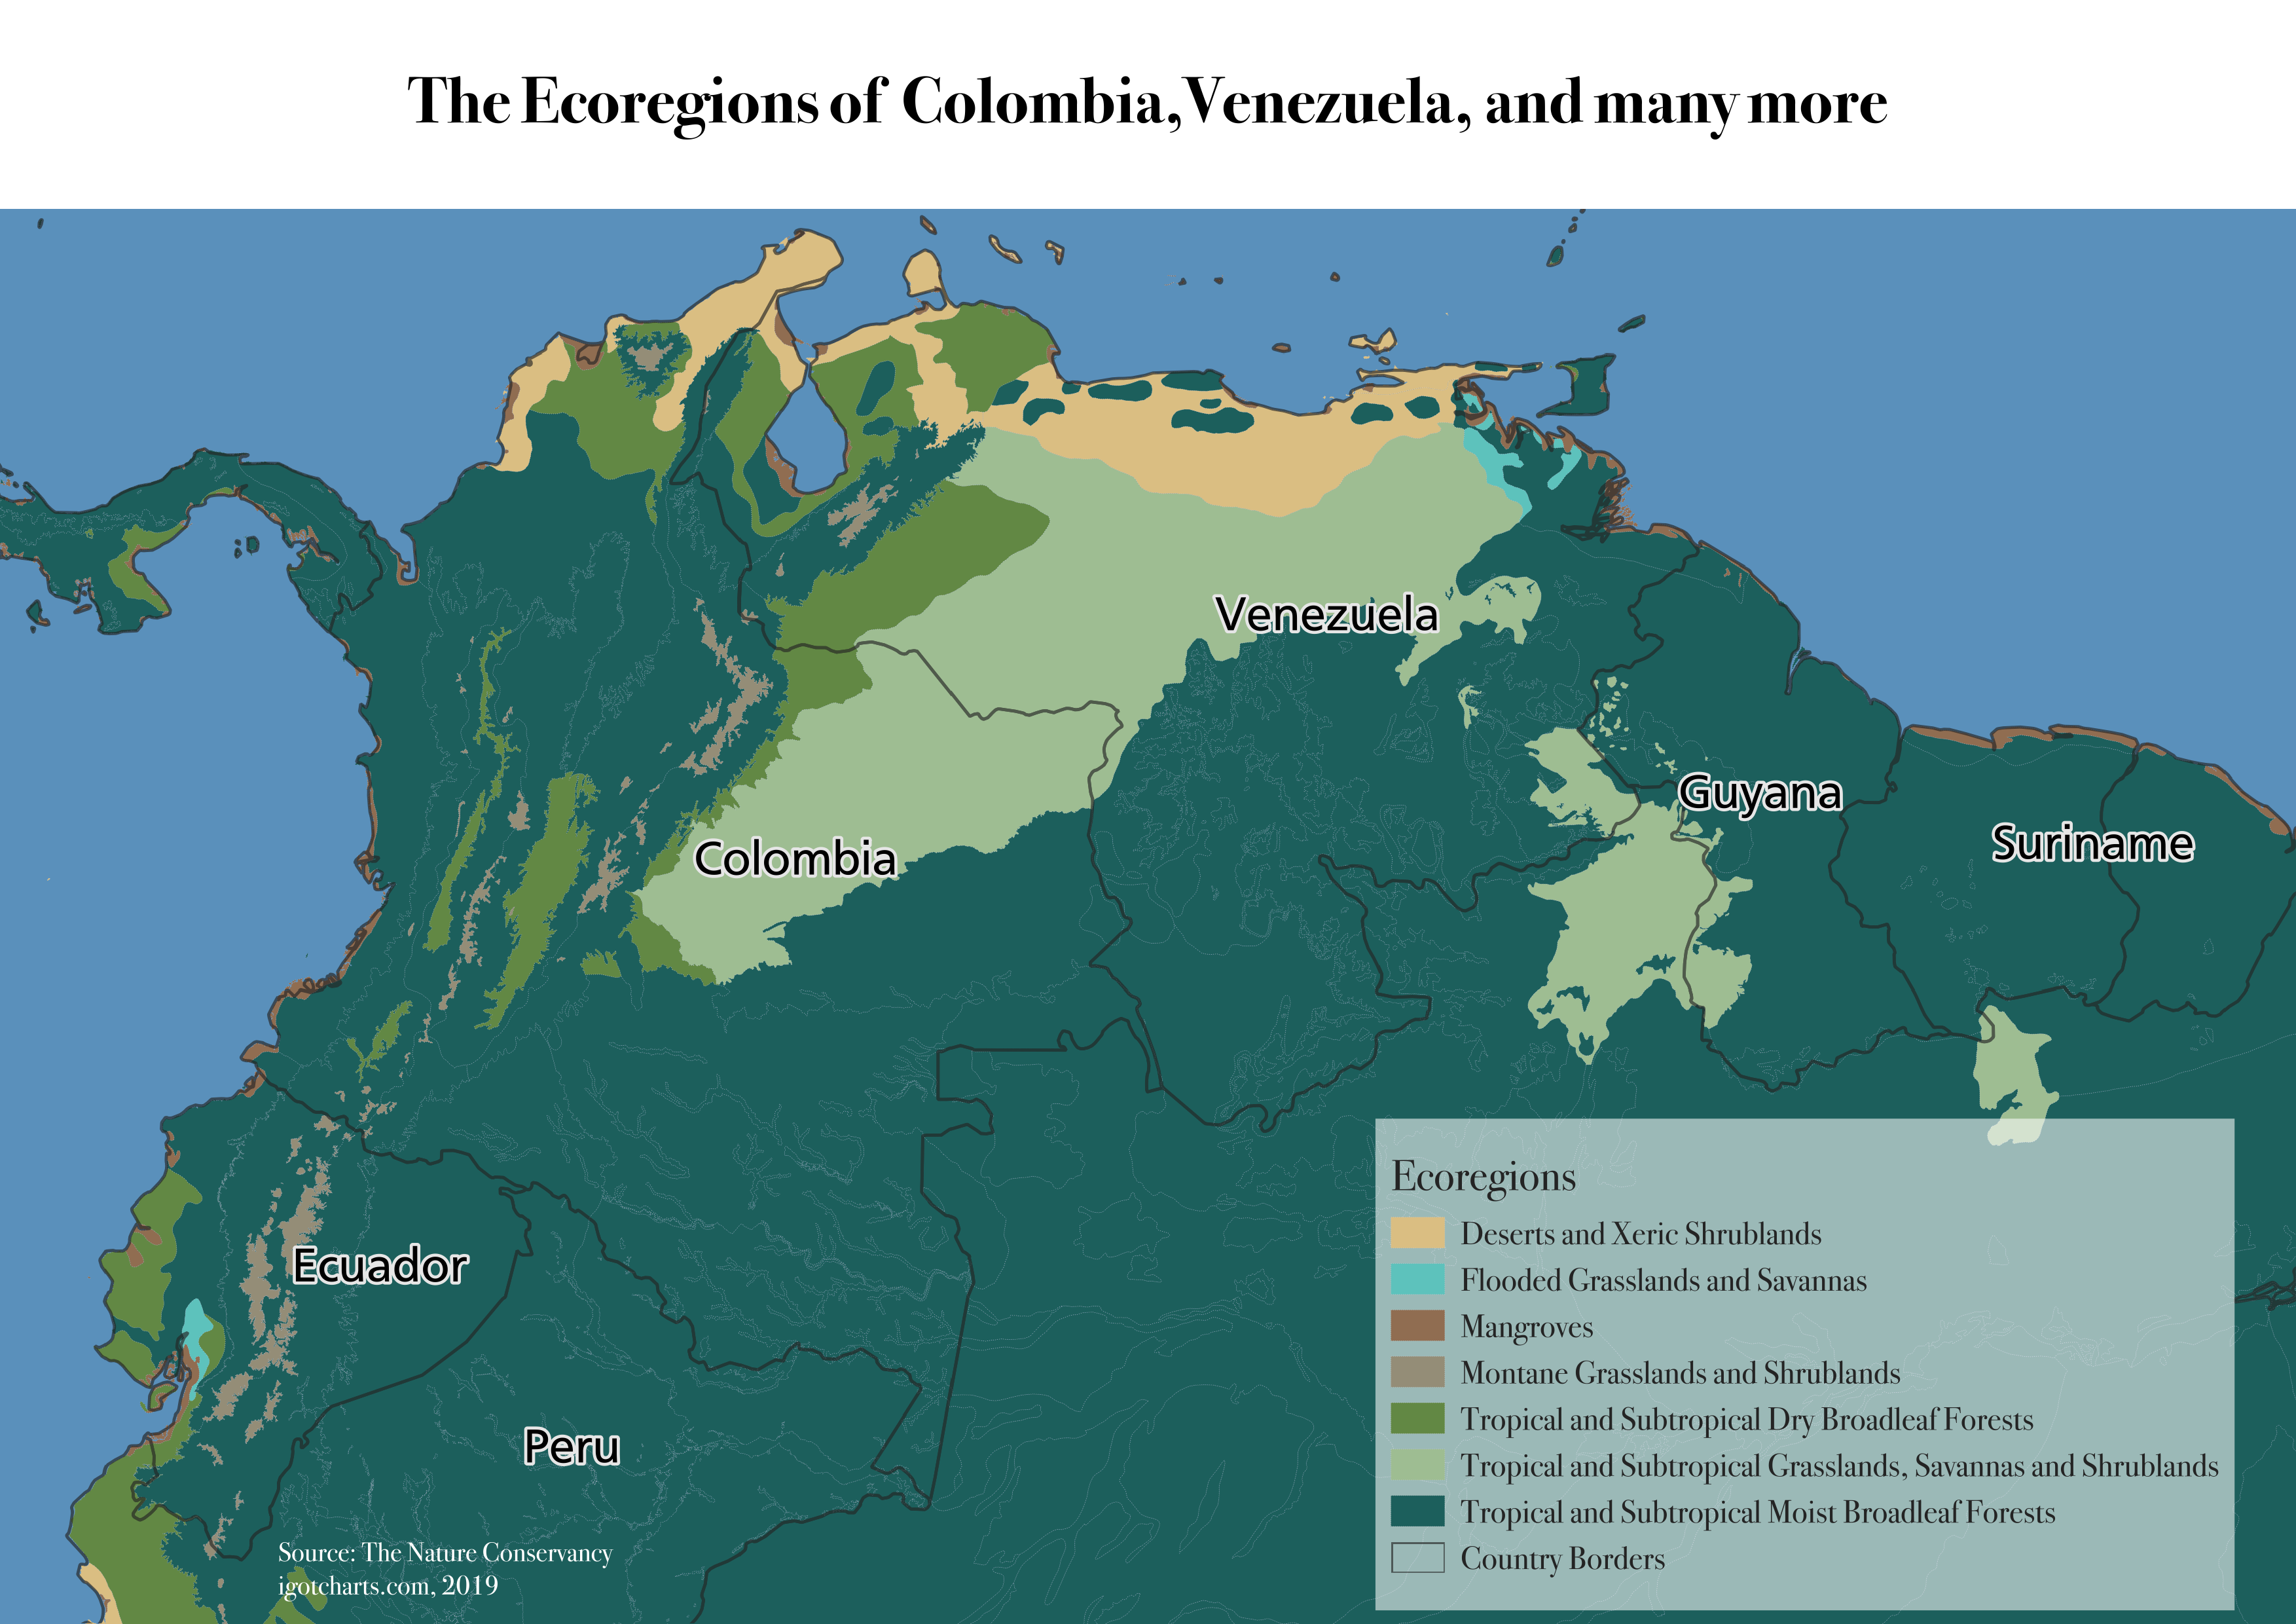 The Ecoregions of Colombia, Venezuela, and many more
Venezuela
Guyana
Suriname
Colombia
Ecuador
Peru
Ecoregions
Deserts and Xeric Shrublands
Flooded Grasslands and Savannas
Mangroves
Montane Grasslands and Shrublands
Tropical and Subtropical Dry Broadleaf Forests
Tropical and Subtropical Grasslands, Savannas and Shrublands
Tropical and Subtropical Moist Broadleaf Forests
Country Borders
Source: The Nature Conservancy
igotcharts.com, 2019